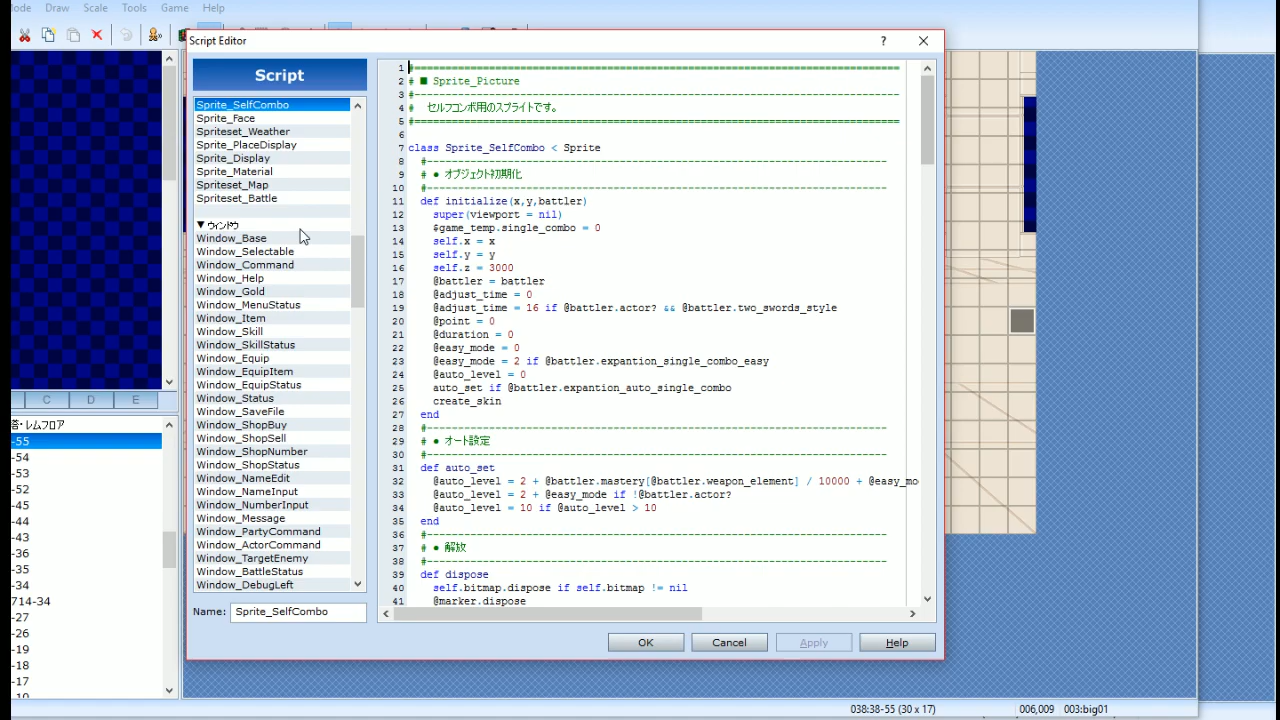 ode Draw Scale Tools Game Help
Script Editor
?
Script
Sprite_SelfCombo
Sprite_Face
Spriteset_Weather
Sprite_PlaceDisplay
Sprite_Display
Sprite_Material
Spriteset_Map
Spriteset_Battle
▼ ウィンドウ
Window_Base
Window_Selectable
Window_Command
Window_Help
Window_Gold
Window_MenuStatus
Window_Item
Window_Skill
Window_SkillStatus
Window_Equip
Window_EquipItem
Window_EquipStatus
Window_Status
Window_SaveFile
Window_ShopBuy
Window_ShopSell
Window_ShopNumber
Window_ShopStatus
Window_NameEdit
Window_NameInput
Window_NumberInput
Window_Message
Window_PartyCommand
Window_ActorCommand
Window_TargetEnemy
Window_BattleStatus
Window_DebugLeft
Name: Sprite_SelfCombo
1 #==============================================================================
2 # ■ Sprite_Picture
3 #------------------------------------------------------------------------------
4 # セルフコンボ用のスプライトです。
5 #==============================================================================
6
7 class Sprite_SelfCombo < Sprite
8 #--------------------------------------------------------------------------
9 # ● オブジェクト初期化
10 #--------------------------------------------------------------------------
11 def initialize(x,y,battler)
12 super(viewport = nil)
13 $game_temp.single_combo = 0
14 self.x = x
15 self.y = y
16 self.z = 3000
17 @battler = battler
18 @adjust_time = 0
19 @adjust_time = 16 if @battler.actor? && @battler.two_swords_style
20 @point = 0
21 @duration = 0
22 @easy_mode = 0
23 @easy_mode = 2 if @battler.expantion_single_combo_easy
24 @auto_level = 0
25 auto_set if @battler.expantion_auto_single_combo
26 create_skin
27 end
28 #--------------------------------------------------------------------------
29 # ● オート設定
30 #--------------------------------------------------------------------------
31 def auto_set
32 @auto_level = 2 + @battler.mastery[@battler.weapon_element] / 10000 + @easy_mo
33 @auto_level = 2 + @easy_mode if !@battler.actor?
34 @auto_level = 10 if @auto_level > 10
35 end
36 #--------------------------------------------------------------------------
37 # ● 解放
38 #--------------------------------------------------------------------------
39 def dispose
40 self.bitmap.dispose if self.bitmap != nil
41 @marker.dispose
OK Cancel Apply Help
C D E
塔・レムフロア
-55
-54
-53
-52
-45
-44
-43
-36
-35
-34
714-34
-27
-26
-19
-18
-17
038:38-55 (30 x 17) 006,009 003:big01